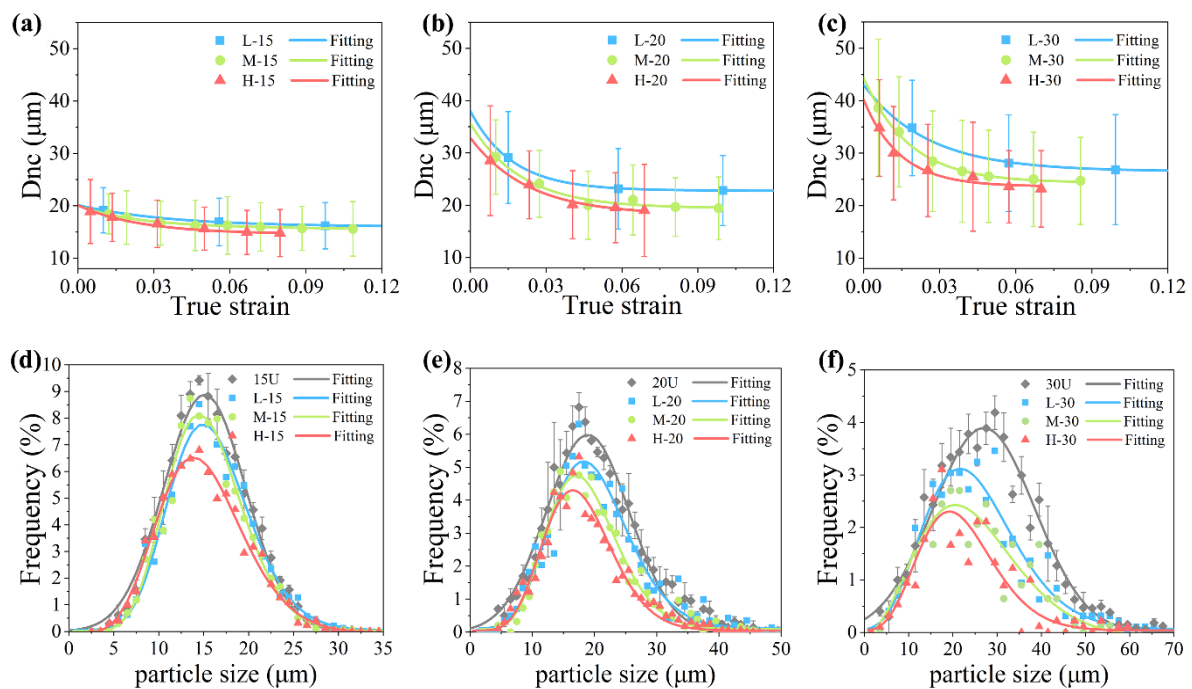 (a)
L-15 Fitting
M-15 Fitting
H-15 Fitting
50
40
30
20
10
0
Dnc (μm)
0.00 0.03 0.06 0.09 0.12
True strain
(b)
L-20 Fitting
M-20 Fitting
H-20 Fitting
50
40
30
20
10
0
Dnc (μm)
0.00 0.03 0.06 0.09 0.12
True strain
(c)
L-30 Fitting
M-30 Fitting
H-30 Fitting
50
40
30
20
10
0
Dnc (μm)
0.00 0.03 0.06 0.09 0.12
True strain
(d)
15U Fitting
L-15 Fitting
M-15 Fitting
H-15 Fitting
10
9
8
7
6
5
4
3
2
1
0
Frequency (%)
0 5 10 15 20 25 30 35
particle size (μm)
(e)
20U Fitting
L-20 Fitting
M-20 Fitting
H-20 Fitting
8
7
6
5
4
3
2
1
0
Frequency (%)
0 10 20 30 40 50
particle size (μm)
(f)
30U Fitting
L-30 Fitting
M-30 Fitting
H-30 Fitting
5
4
3
2
1
0
Frequency (%)
0 10 20 30 40 50 60 70
particle size (μm)